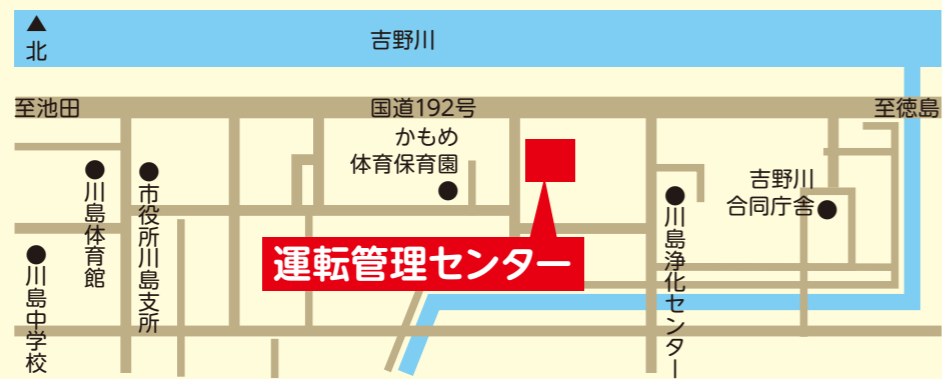 北
吉野川
至池田
国道192号
至徳島
かもめ
体育保育園
吉野川
合同庁舎
川島体育館
市役所川島支所
川島中学校
運転管理センター
川島浄化センター